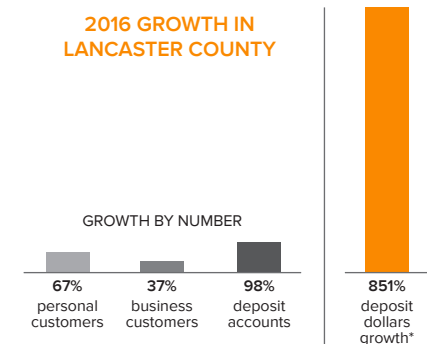 2016 GROWTH IN
LANCASTER COUNTY
GROWTH BY NUMBER
67%
personal
customers
37%
business
customers
98%
deposit
accounts
851%
deposit
dollars
growth*